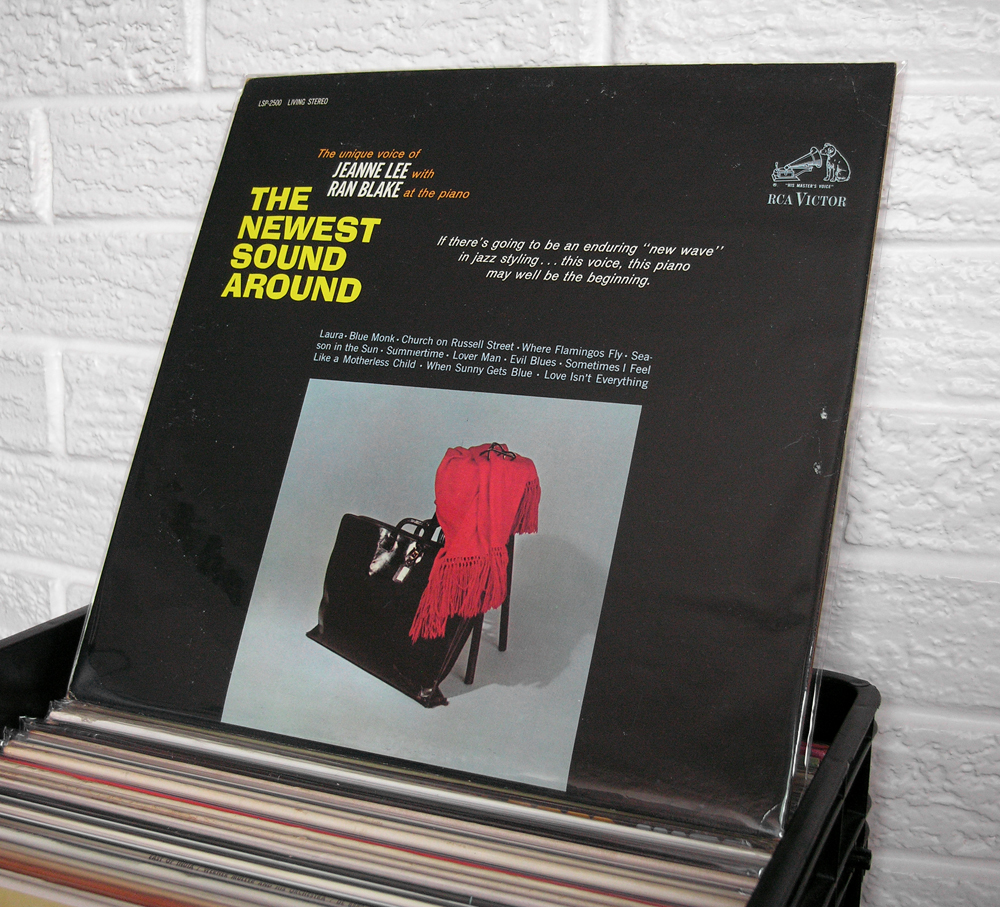 LSP-2500 LIVING STEREO
The unique voice of
JEANNE LEE with
RAN BLAKE at the piano
THE
NEWEST
SOUND
AROUND
"HIS MASTER'S VOICE"
RCA VICTOR
If there's going to be an enduring "new wave"
in jazz styling... this voice, this piano
may well be the beginning.
Laura • Blue Monk • Church on Russell Street • Where Flamingos Fly • Sea-
son in the Sun • Summertime • Lover Man • Evil Blues • Sometimes I Feel
Like a Motherless Child • When Sunny Gets Blue • Love Isn't Everything